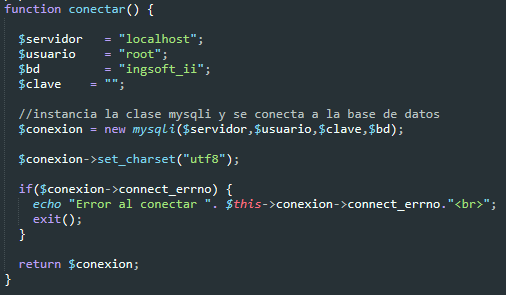 function conectar() {
$servidor = "localhost";
$usuario = "root";
$bd = "ingsoft_ii";
$clave = "";
//instancia la clase mysqli y se conecta a la base de datos
$conexion = new mysqli($servidor,$usuario,$clave,$bd);
$conexion->set_charset("utf8");
if($conexion->connect_errno) {
echo "Error al conectar ". $this->conexion->connect_errno."<br>";
exit();
}
return $conexion;
}